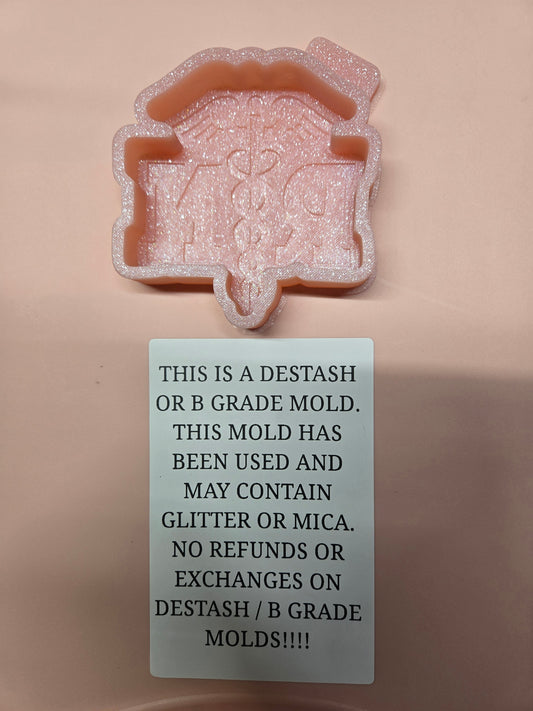 THIS IS A DESTASH
OR B GRADE MOLD.
THIS MOLD HAS
BEEN USED AND
MAY CONTAIN
GLITTER OR MICA.
NO REFUNDS OR
EXCHANGES ON
DESTASH / B GRADE
MOLDS!!!!